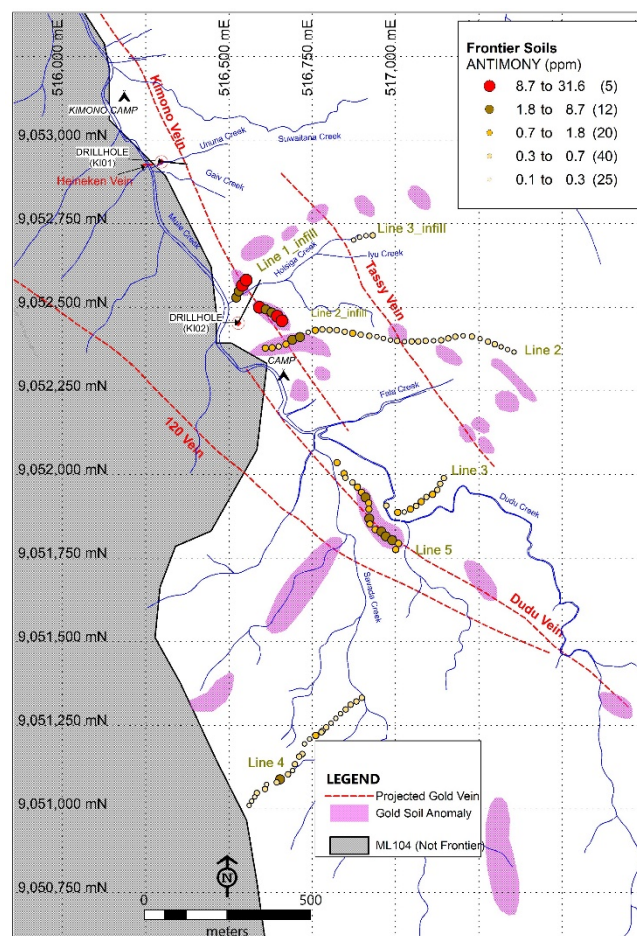 516,000 mE
516,500 mE
516,750 mE
517,000 mE
Frontier Soils
ANTIMONY (ppm)
8.7 to 31.6 (5)
1.8 to 8.7 (12)
0.7 to 1.8 (20)
0.3 to 0.7 (40)
0.1 to 0.3 (25)
KIMONO CAMP
Kimono Vein
9,053,000 mN
Ununa Creek
Suwaitana Creek
DRILLHOLE
(KI01)
Heineken Vein
Gaiv Creek
9,052,750 mN
Mule Creek
Line 1_infill
Line 3_infill
Holsiga Creek
Iyu Creek
Tassy Vein
9,052,500 mN
DRILLHOLE
(KI02)
Line 2_infill
Line 2
CAMP
9,052,250 mN
Creek
120 Vein
9,052,000 mN
Line 3
Dudu Creek
9,051,750 mN
Line 5
Savada Creek
Dudu Vein
9,051,500 mN
9,051,250 mN
Line 4
LEGEND
Projected Gold Vein
Gold Soil Anomaly
ML104 (Not Frontier)
9,051,000 mN
9,050,750 mN
N
0
500
meters